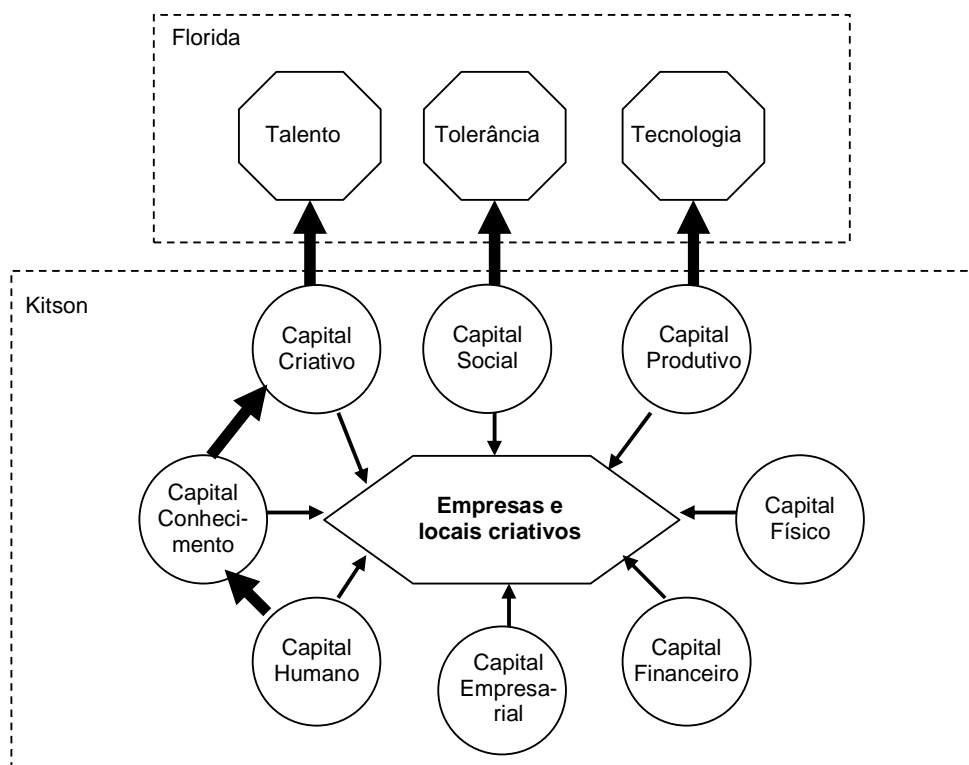 Florida
Talento
Tolerância
Tecnologia
Kitson
Capital
Criativo
Capital
Social
Capital
Produtivo
Capital
Conheci-
mento
Empresas e
locais criativos
Capital
Físico
Capital
Humano
Capital
Empresa-
rial
Capital
Financeiro